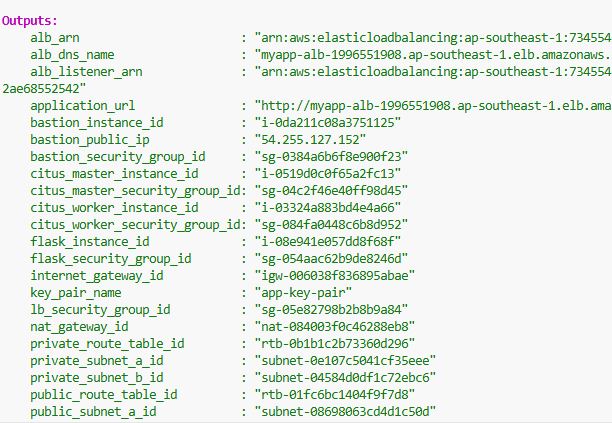 Outputs:
alb_arn : "arn:aws:elasticloadbalancing:ap-southeast-1:734554
alb_dns_name : "myapp-alb-1996551908.ap-southeast-1.elb.amazonaws.
alb_listener_arn : "arn:aws:elasticloadbalancing:ap-southeast-1:734554
2ae68552542"
application_url : "http://myapp-alb-1996551908.ap-southeast-1.elb.ama
bastion_instance_id : "i-0da211c08a3751125"
bastion_public_ip : "54.255.127.152"
bastion_security_group_id : "sg-0384a6b6f8e900f23"
citus_master_instance_id : "i-0519d0c0f65a2fc13"
citus_master_security_group_id: "sg-04c2f46e40ff98d45"
citus_worker_instance_id : "i-03324a883bd4e4a66"
citus_worker_security_group_id: "sg-084fa0448c6b8d952"
flask_instance_id : "i-08e941e057dd8f68f"
flask_security_group_id : "sg-054aac62b9de8246d"
internet_gateway_id : "igw-006038f836895abae"
key_pair_name : "app-key-pair"
lb_security_group_id : "sg-05e82798b2b8b9a84"
nat_gateway_id : "nat-084003f0c46288eb8"
private_route_table_id : "rtb-0b1b1c2b73360d296"
private_subnet_a_id : "subnet-0e107c5041cf35eee"
private_subnet_b_id : "subnet-04584d0df1c72ebc6"
public_route_table_id : "rtb-01fc6bc1404f9f7d8"
public_subnet_a_id : "subnet-08698063cd4d1c50d"